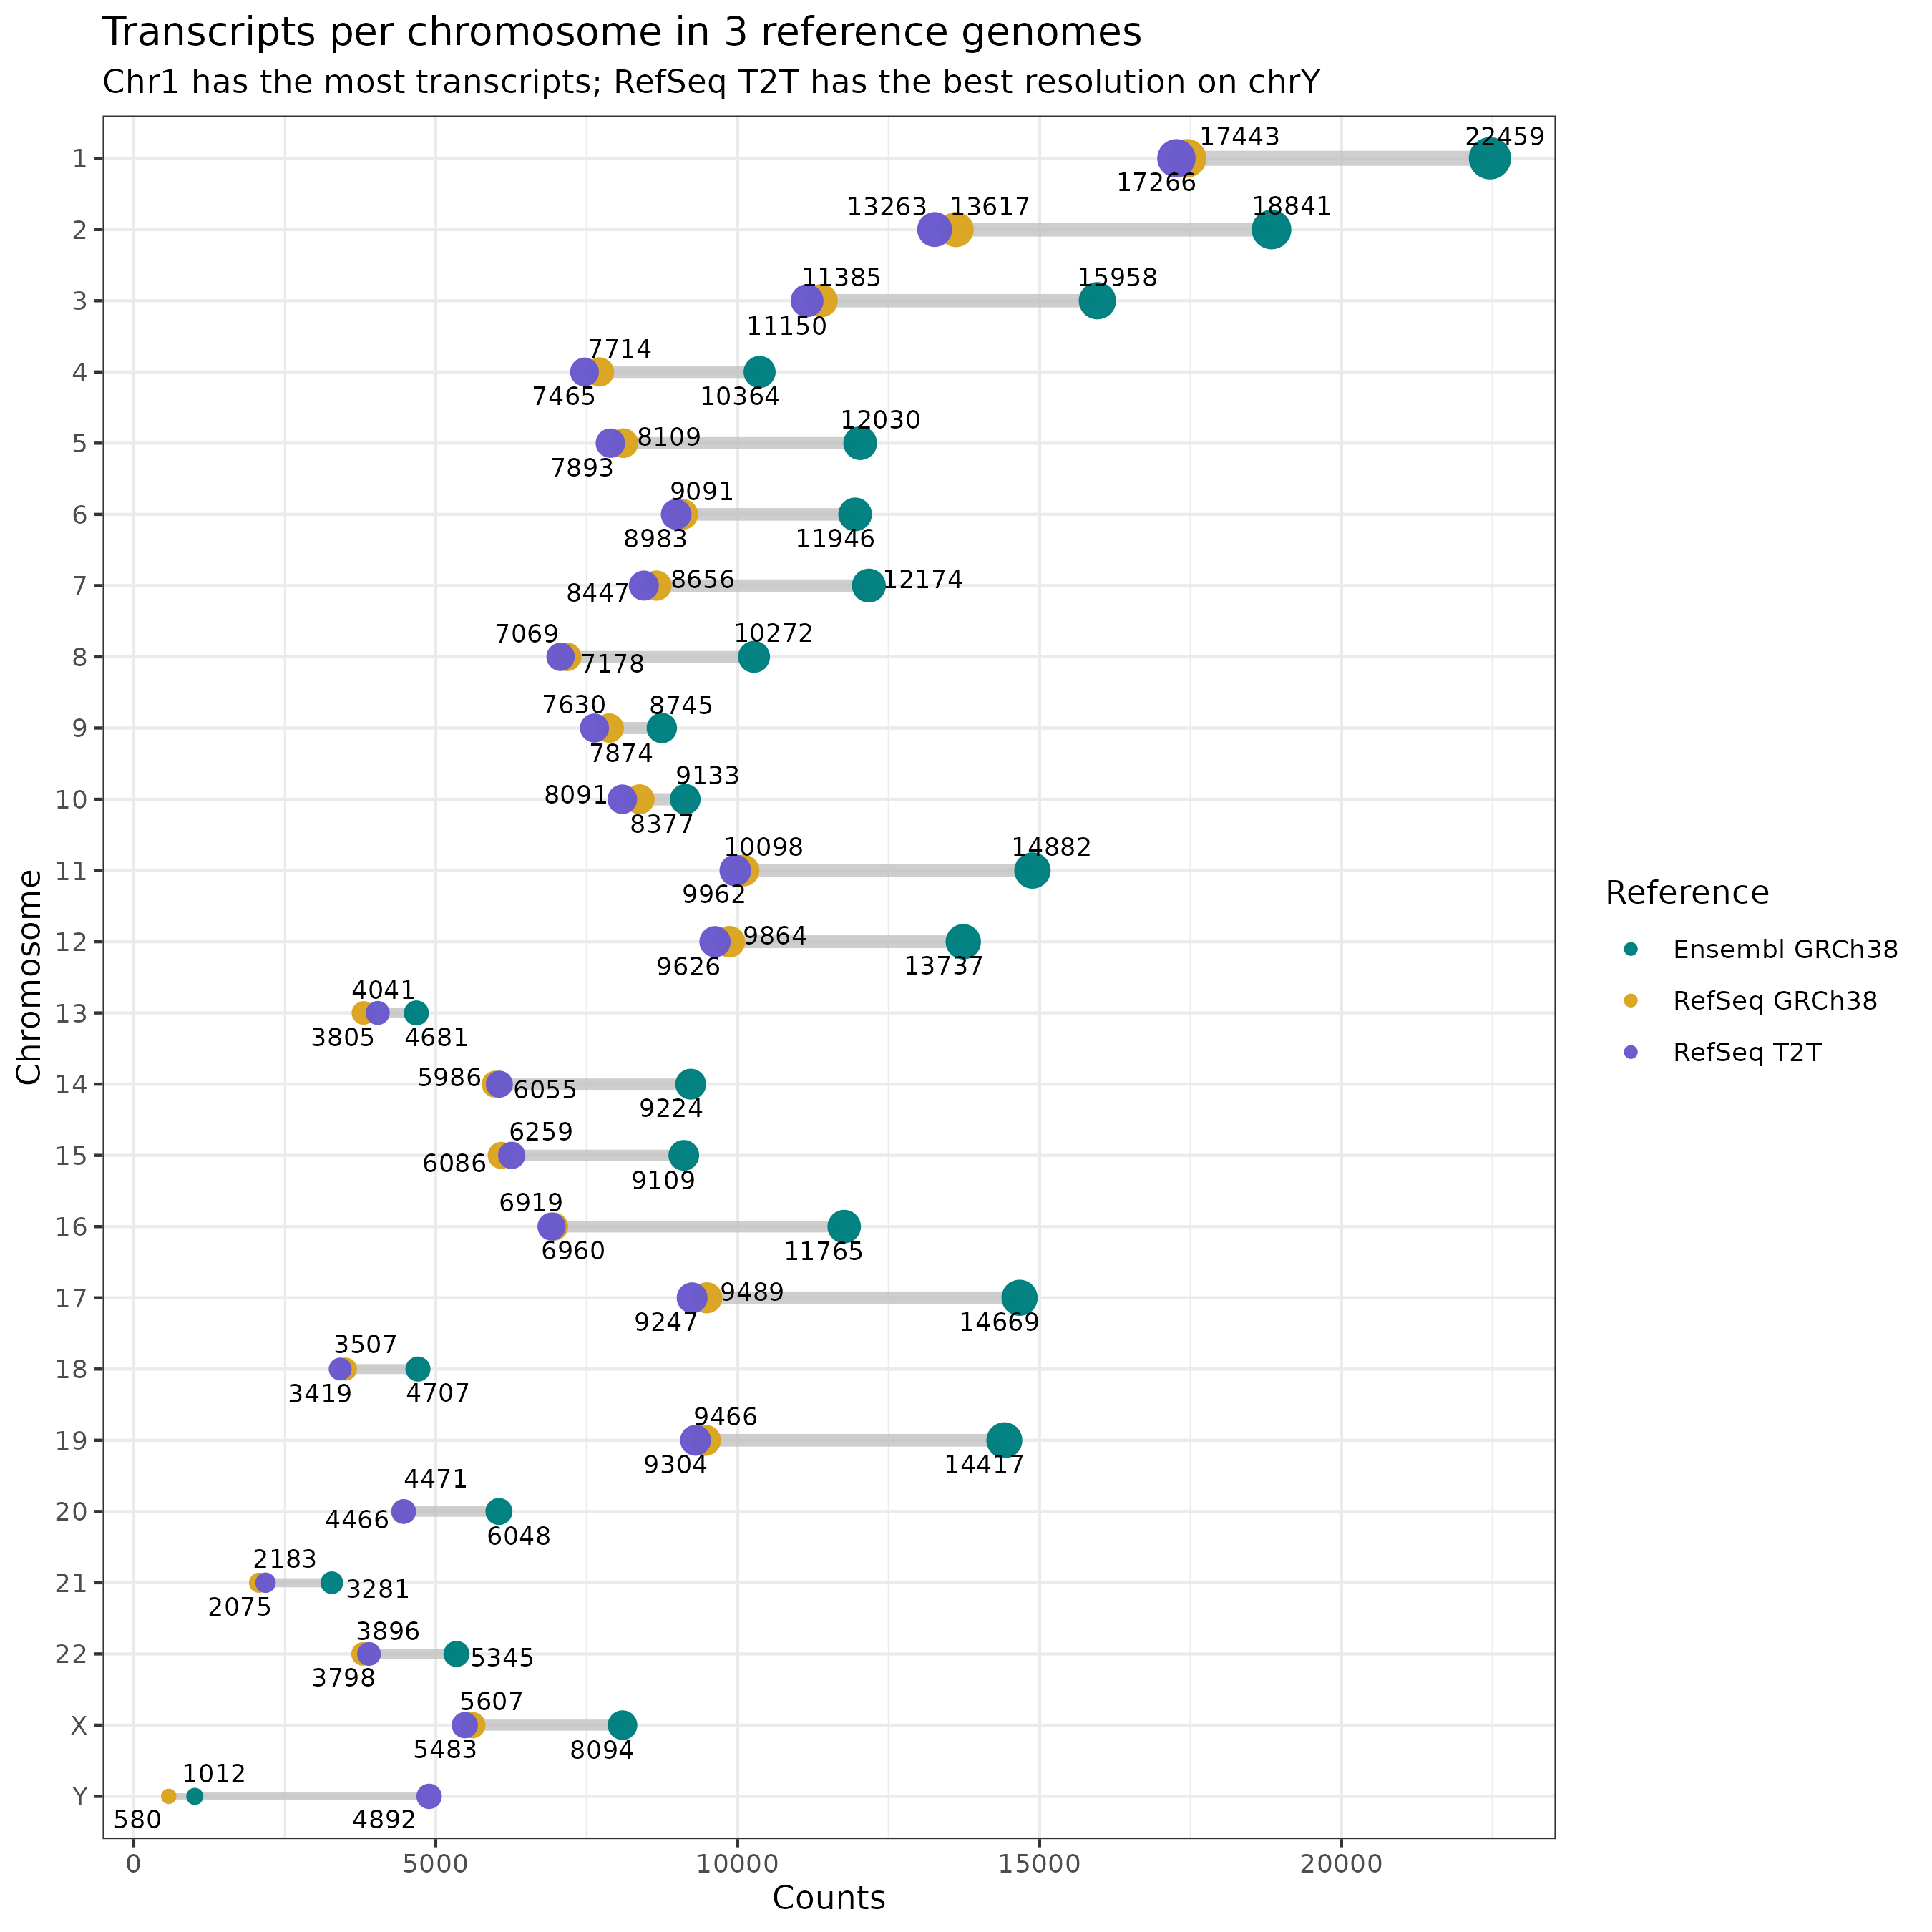 Transcripts per chromosome in 3 reference genomes
Chr1 has the most transcripts; RefSeq T2T has the best resolution on chrY
Chromosome
1 17266 17443 22459
2 13263 13617 18841
3 11150 11385 15958
4 7465 7714 10364
5 7893 8109 12030
6 8983 9091 11946
7 8447 8656 12174
8 7069 7178 10272
9 7630 7874 8745
10 8091 8377 9133
11 9962 10098 14882
12 9626 9864 13737
13 3805 4041 4681
14 5986 6055 9224
15 6086 6259 9109
16 6919 6960 11765
17 9247 9489 14669
18 3419 3507 4707
19 9304 9466 14417
20 4466 4471 6048
21 2075 2183 3281
22 3798 3896 5345
X 5483 5607 8094
Y 580 1012 4892
0 5000 10000 15000 20000
Counts
Reference
Ensembl GRCh38
RefSeq GRCh38
RefSeq T2T